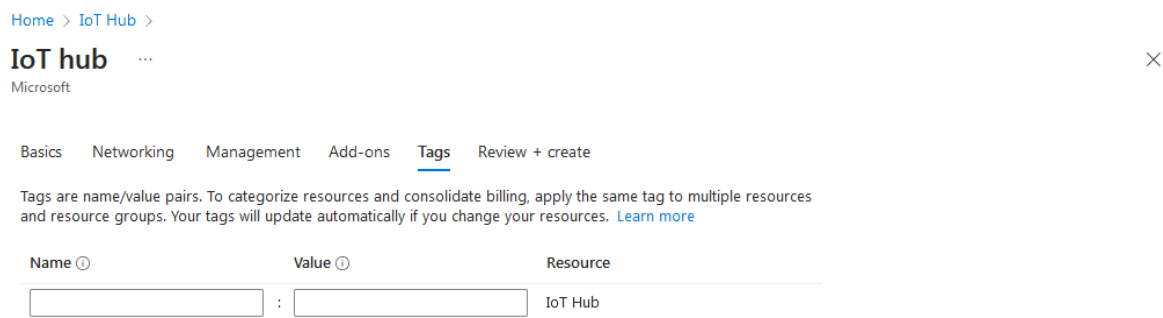 Home > IoT Hub >
IoT hub ...
Microsoft
Basics Networking Management Add-ons Tags Review + create
Tags are name/value pairs. To categorize resources and consolidate billing, apply the same tag to multiple resources
and resource groups. Your tags will update automatically if you change your resources. Learn more
Name Value Resource
: IoT Hub